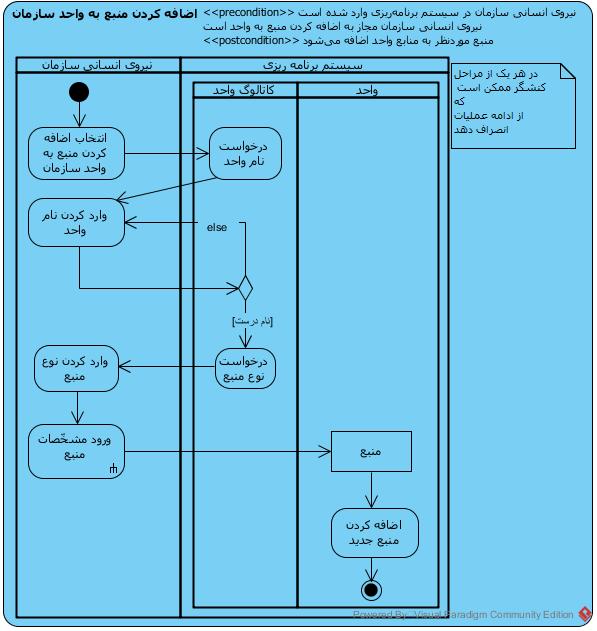 اضافه کردن منبع به واحد سازمان
<<precondition>> نیروی انسانی سازمان در سیستم برنامه‌ریزی وارد شده است
نیروی انسانی سازمان مجاز به اضافه کردن منبع به واحد است
<<postcondition>> منبع موردنظر به منابع واحد اضافه می‌شود
نیروی انسانی سازمان
سیستم برنامه ریزی
کاتالوگ واحد
واحد
در هر یک از مراحل
کنشگر ممکن است
که
از ادامه عملیات
انصراف دهد
انتخاب اضافه
کردن منبع به
واحد سازمان
درخواست
نام واحد
وارد کردن نام
واحد
else
[نام درست]
درخواست
نوع منبع
وارد کردن نوع
منبع
ورود مشخّصات
منبع
منبع
اضافه کردن
منبع جدید
Powered By Visual Paradigm Community Edition